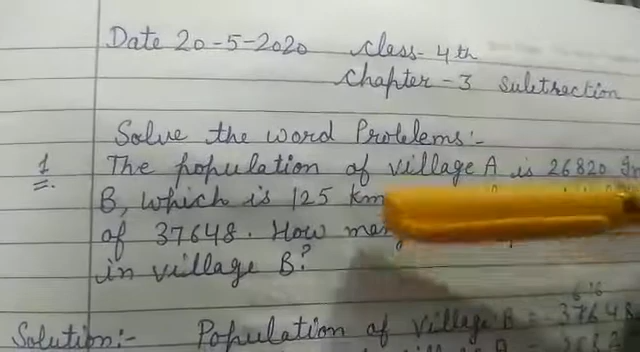 Date 20-5-2020 class- 4th
Chapter -3 Subtraction
Solve the word Problems:-
1 The population of village A is 26820
B, which is 125 km
of 37648. How
in village B?
Solution:- Population of village B = 37648